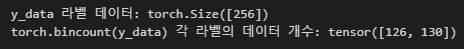 y_data 라벨 데이터: torch.Size([256])
torch.bincount(y_data) 각 라벨의 데이터 개수: tensor([126, 130])